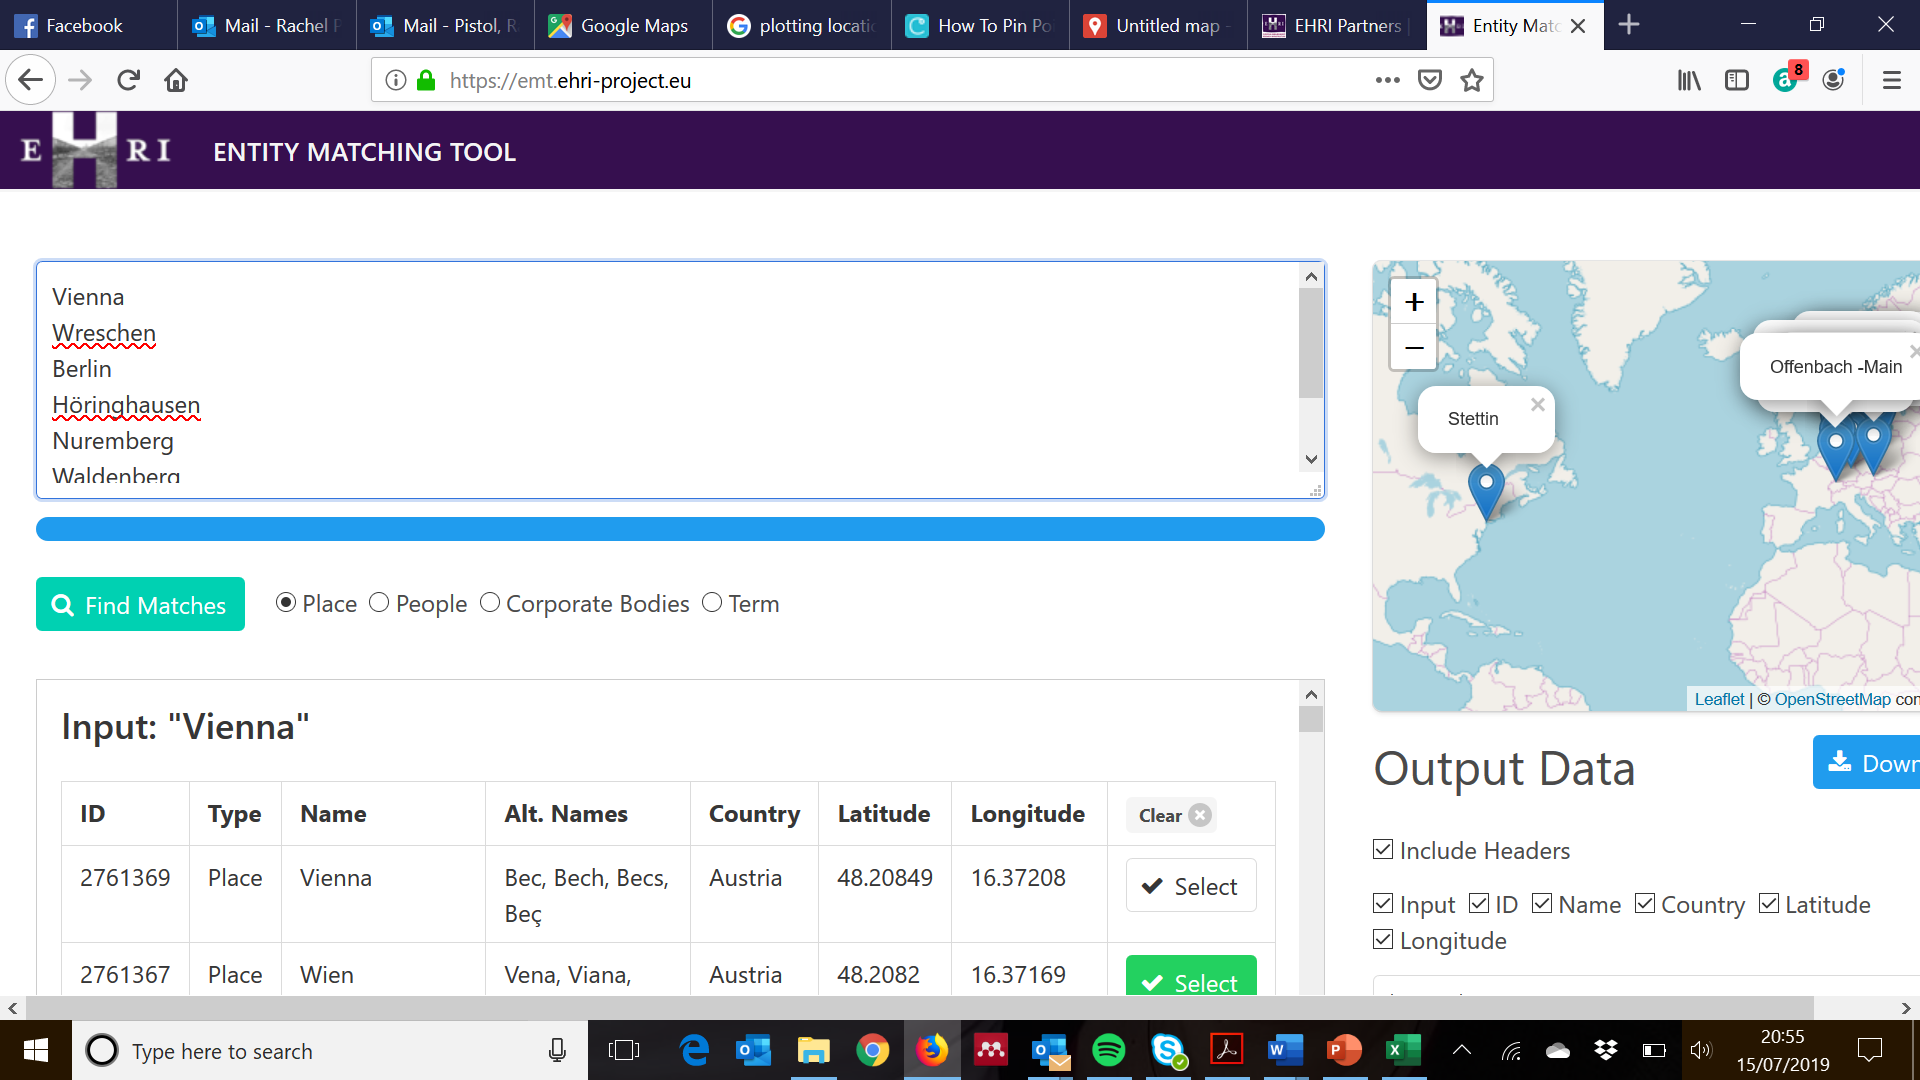 Facebook
Mail - Rachel P
Mail - Pistol, R
Google Maps
plotting locatic
How To Pin Po
Untitled map -
EHRI Partners |
Entity Matc
https://emt.ehri-project.eu
8
E H R I
ENTITY MATCHING TOOL
Vienna
Wreschen
Berlin
Höringhausen
Nuremberg
Waldenberg
+
−
Stettin ×
Offenbach -Main ×
Leaflet | © OpenStreetMap con
Find Matches
Place People Corporate Bodies Term
Input: "Vienna"
ID Type Name Alt. Names Country Latitude Longitude Clear
2761369 Place Vienna Bec, Bech, Becs, Austria 48.20849 16.37208 Select
Beç
2761367 Place Wien Vena, Viana, Austria 48.2082 16.37169 Select
Output Data
Down
Include Headers
Input ID Name Country Latitude
Longitude
Type here to search
20:55
15/07/2019